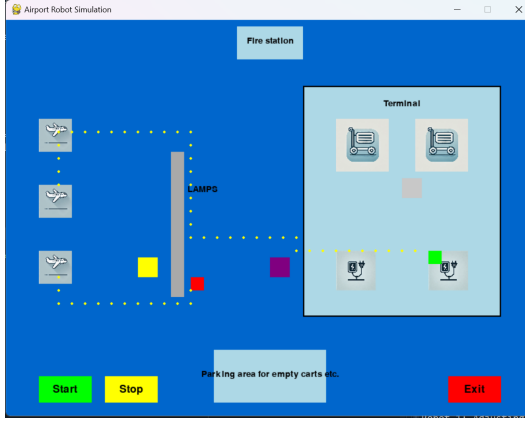 Airport Robot Simulation
Fire station
Terminal
LAMPS
Parking area for empty carts etc.
Start
Stop
Exit